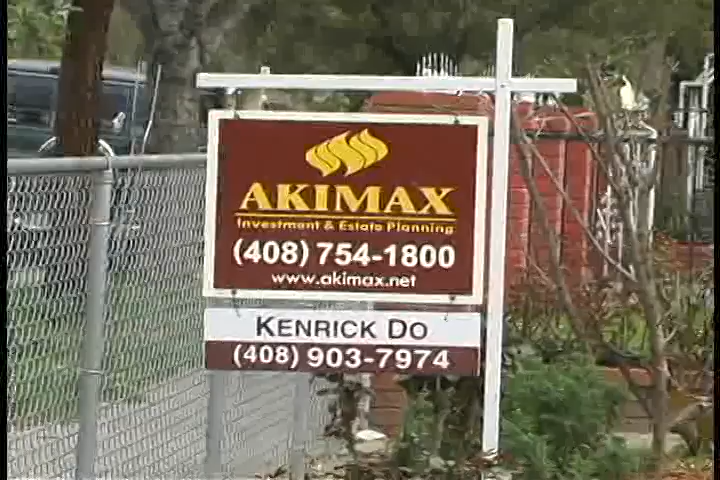 AKIMAX
Investment & Estate Planning
(408) 754-1800
www.akimax.net
KENRICK DO
(408) 903-7974